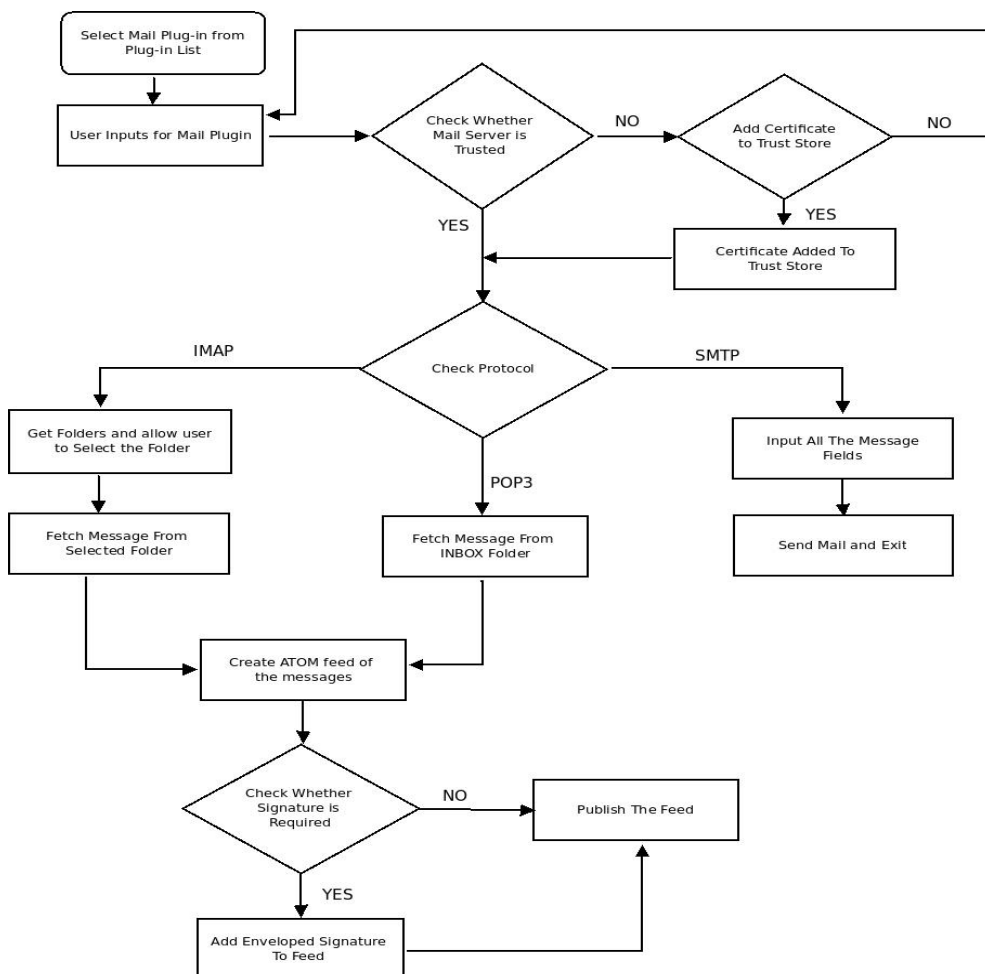 Select Mail Plug-in from
Plug-in List
User Inputs for Mail Plugin
Check Whether
Mail Server is
Trusted
NO
Add Certificate
to Trust Store
NO
YES
YES
Certificate Added To
Trust Store
IMAP
Check Protocol
SMTP
Get Folders and allow user
to Select the Folder
Input All The Message
Fields
POP3
Fetch Message From
Selected Folder
Fetch Message From
INBOX Folder
Send Mail and Exit
Create ATOM feed of
the messages
Check Whether
Signature is
Required
NO
Publish The Feed
YES
Add Enveloped Signature
To Feed